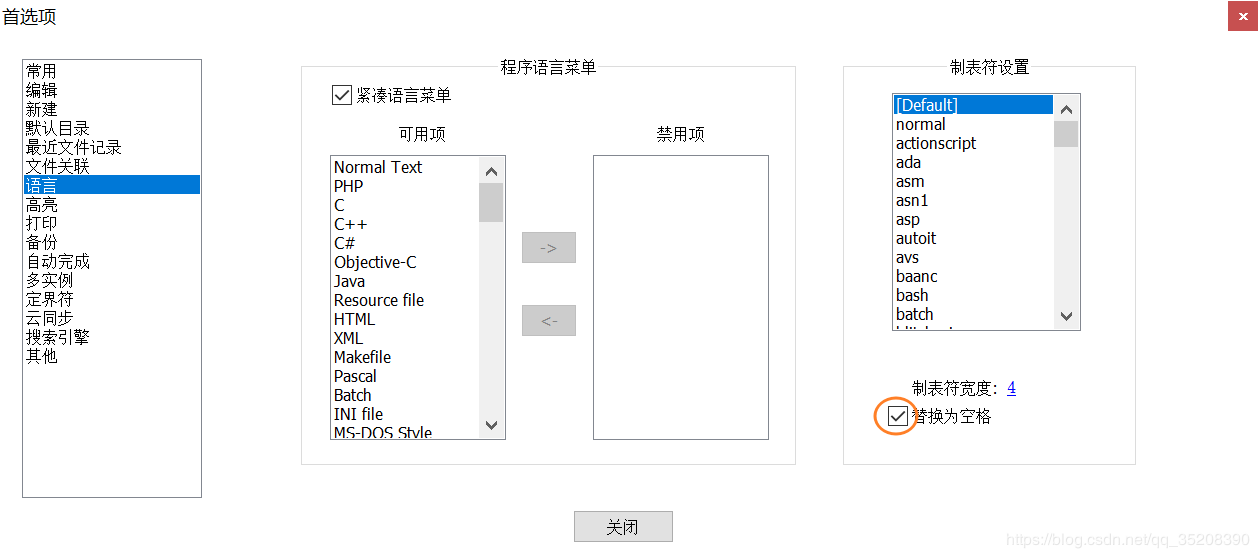 首选项
常用
编辑
新建
默认目录
最近文件记录
文件关联
语言
高亮
打印
备份
自动完成
多实例
定界符
云同步
搜索引擎
其他
程序语言菜单
紧凑语言菜单
可用项
Normal Text
PHP
C
C++
C#
Objective-C
Java
Resource file
HTML
XML
Makefile
Pascal
Batch
INI file
MS-DOS Style
->
<-
禁用项
制表符设置
[Default]
normal
actionscript
ada
asm
asn1
asp
autoit
avs
baanc
bash
batch
制表符宽度: 4
替换为空格
关闭
https://blog.csdn.net/qq_35208390